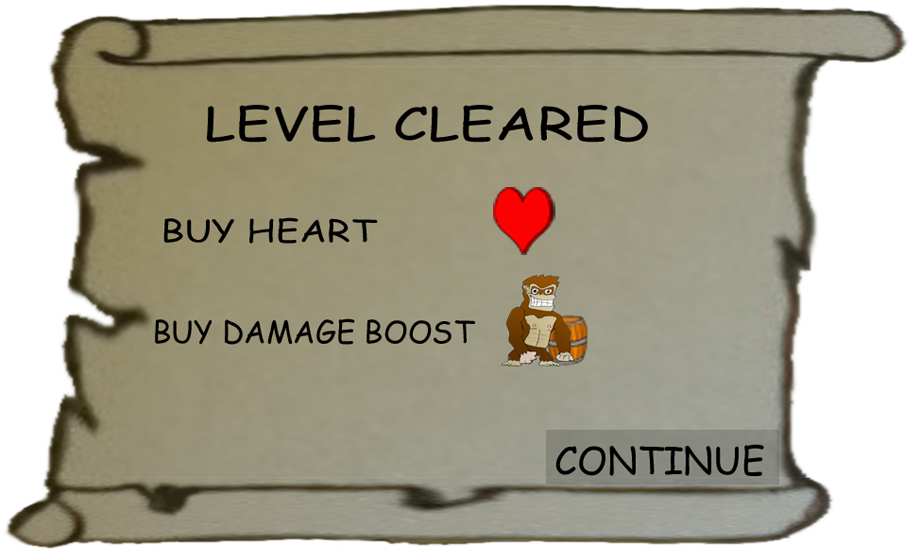 LEVEL CLEARED
BUY HEART
BUY DAMAGE BOOST
CONTINUE